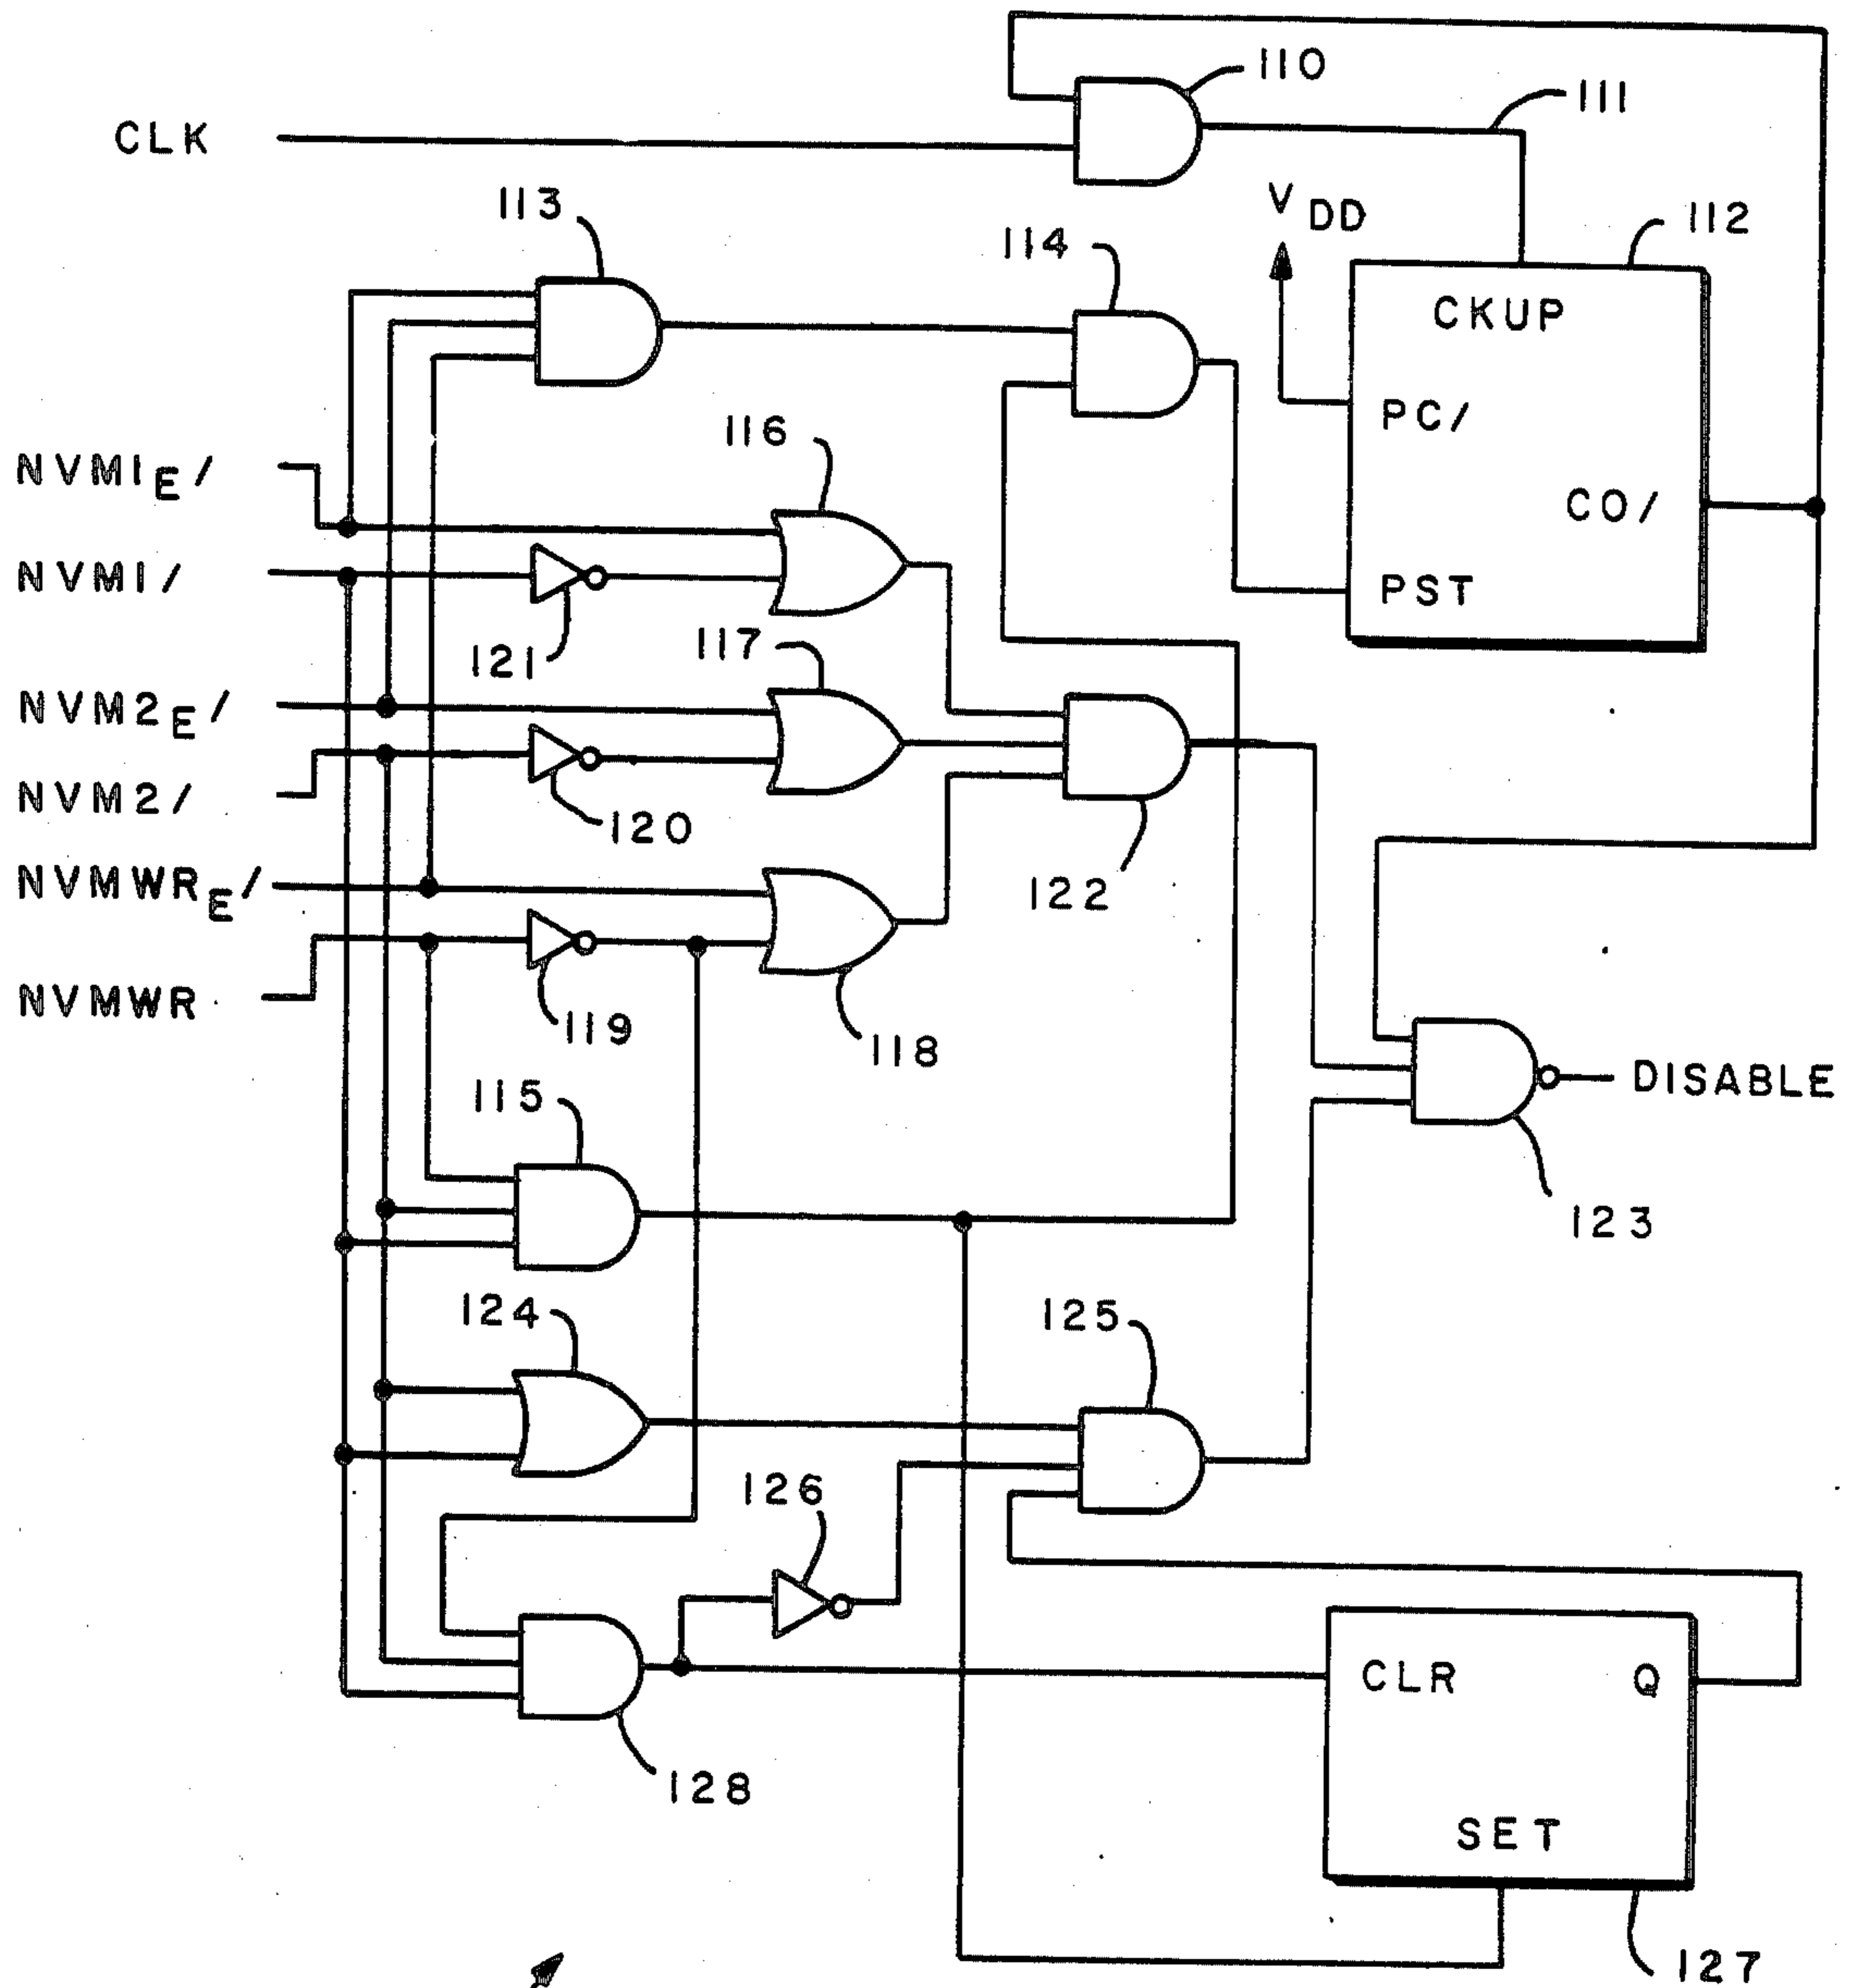 110
111
CLK
113
V DD
112
114
CKUP
116
PC/
NVM1E/
CO/
NVM1/
PST
121
117
NVM2E/
NVM2/
120
NVMWRE/
122
NVMWR
119
118
115
DISABLE
123
124
125
126
CLR
Q
128
SET
127